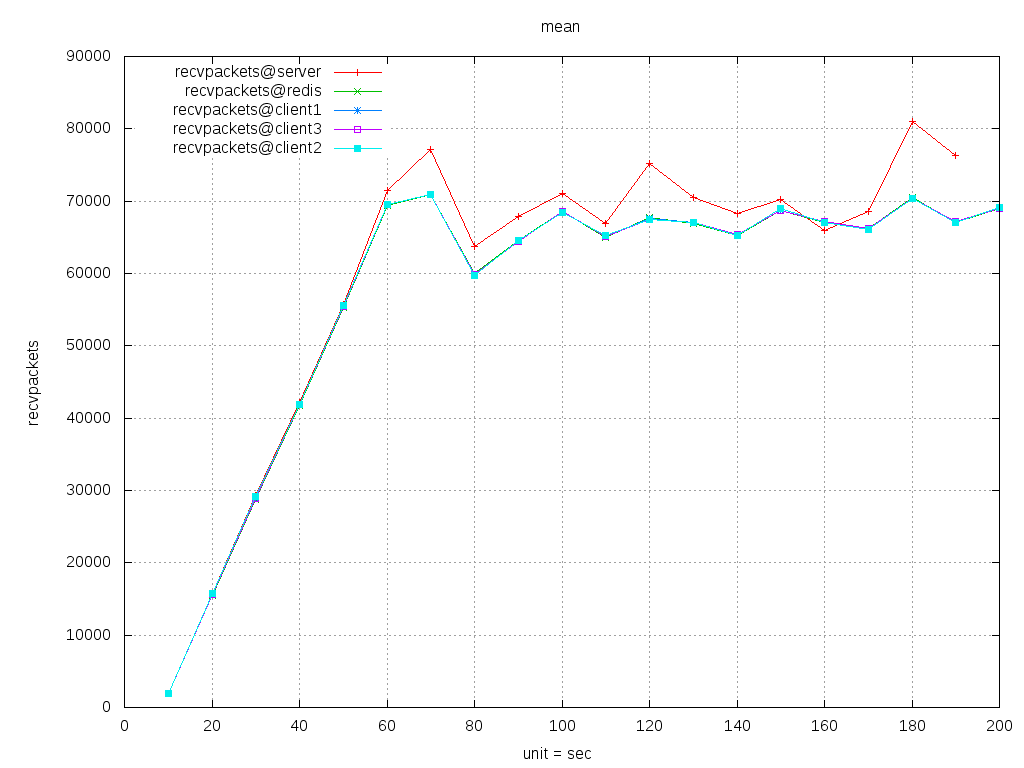 mean
90000
80000
70000
60000
50000
40000
30000
20000
10000
0
recvpackets@server
recvpackets@redis
recvpackets@client1
recvpackets@client3
recvpackets@client2
recvpackets
0 20 40 60 80 100 120 140 160 180 200
unit = sec